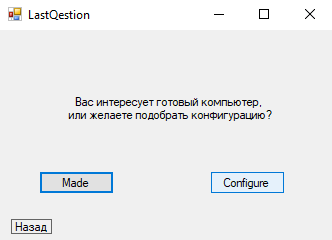 LastQestion
Вас интересует готовый компьютер,
или желаете подобрать конфигурацию?
Made
Configure
Назад